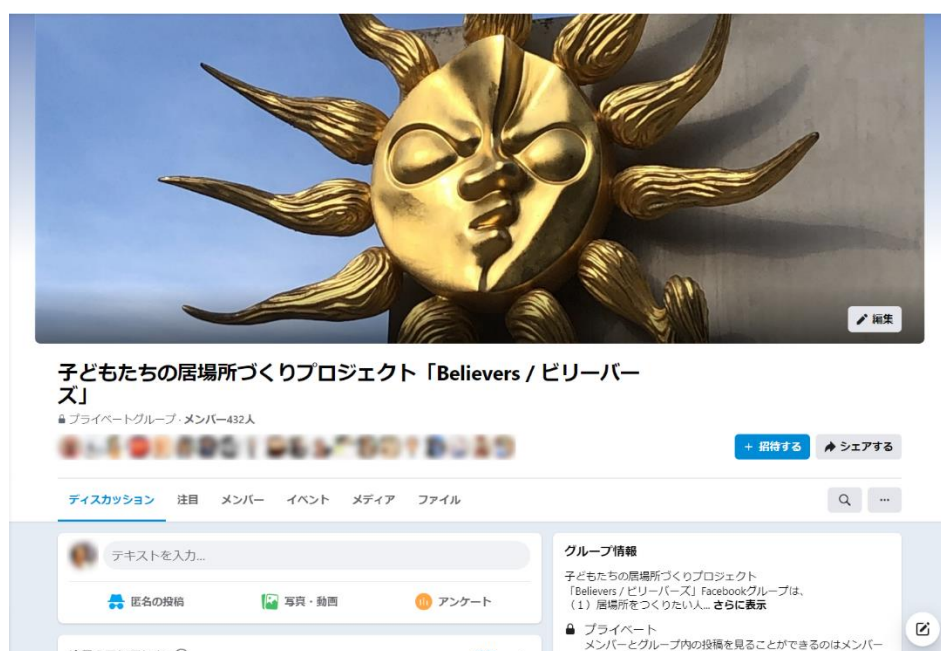 編集
子どもたちの居場所づくりプロジェクト「Believers / ビリーバー
ズ」
プライベートグループ · メンバー432人
+ 招待する
シェアする
ディスカッション 注目 メンバー イベント メディア ファイル
テキストを入力...
匿名の投稿 写真・動画 アンケート
グループ情報
子どもたちの居場所づくりプロジェクト
「Believers / ビリーバーズ」Facebookグループは、
（1）居場所をつくりたい人... さらに表示
プライベート
メンバーとグループ内の投稿を見ることができるのはメンバー